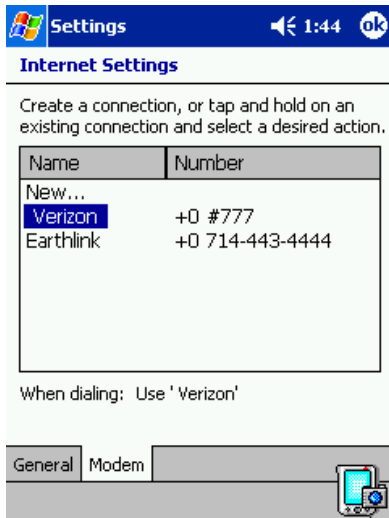 Settings 1:44 ok
Internet Settings
Create a connection, or tap and hold on an
existing connection and select a desired action.
Name Number
New...
Verizon +0 #777
Earthlink +0 714-443-4444
When dialing: Use 'Verizon'
General Modem